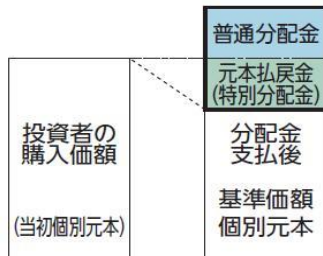 普通分配金
元本払戻金
(特別分配金)
投資者の
購入価額
(当初個別元本)
分配金
支払後
基準価額
個別元本